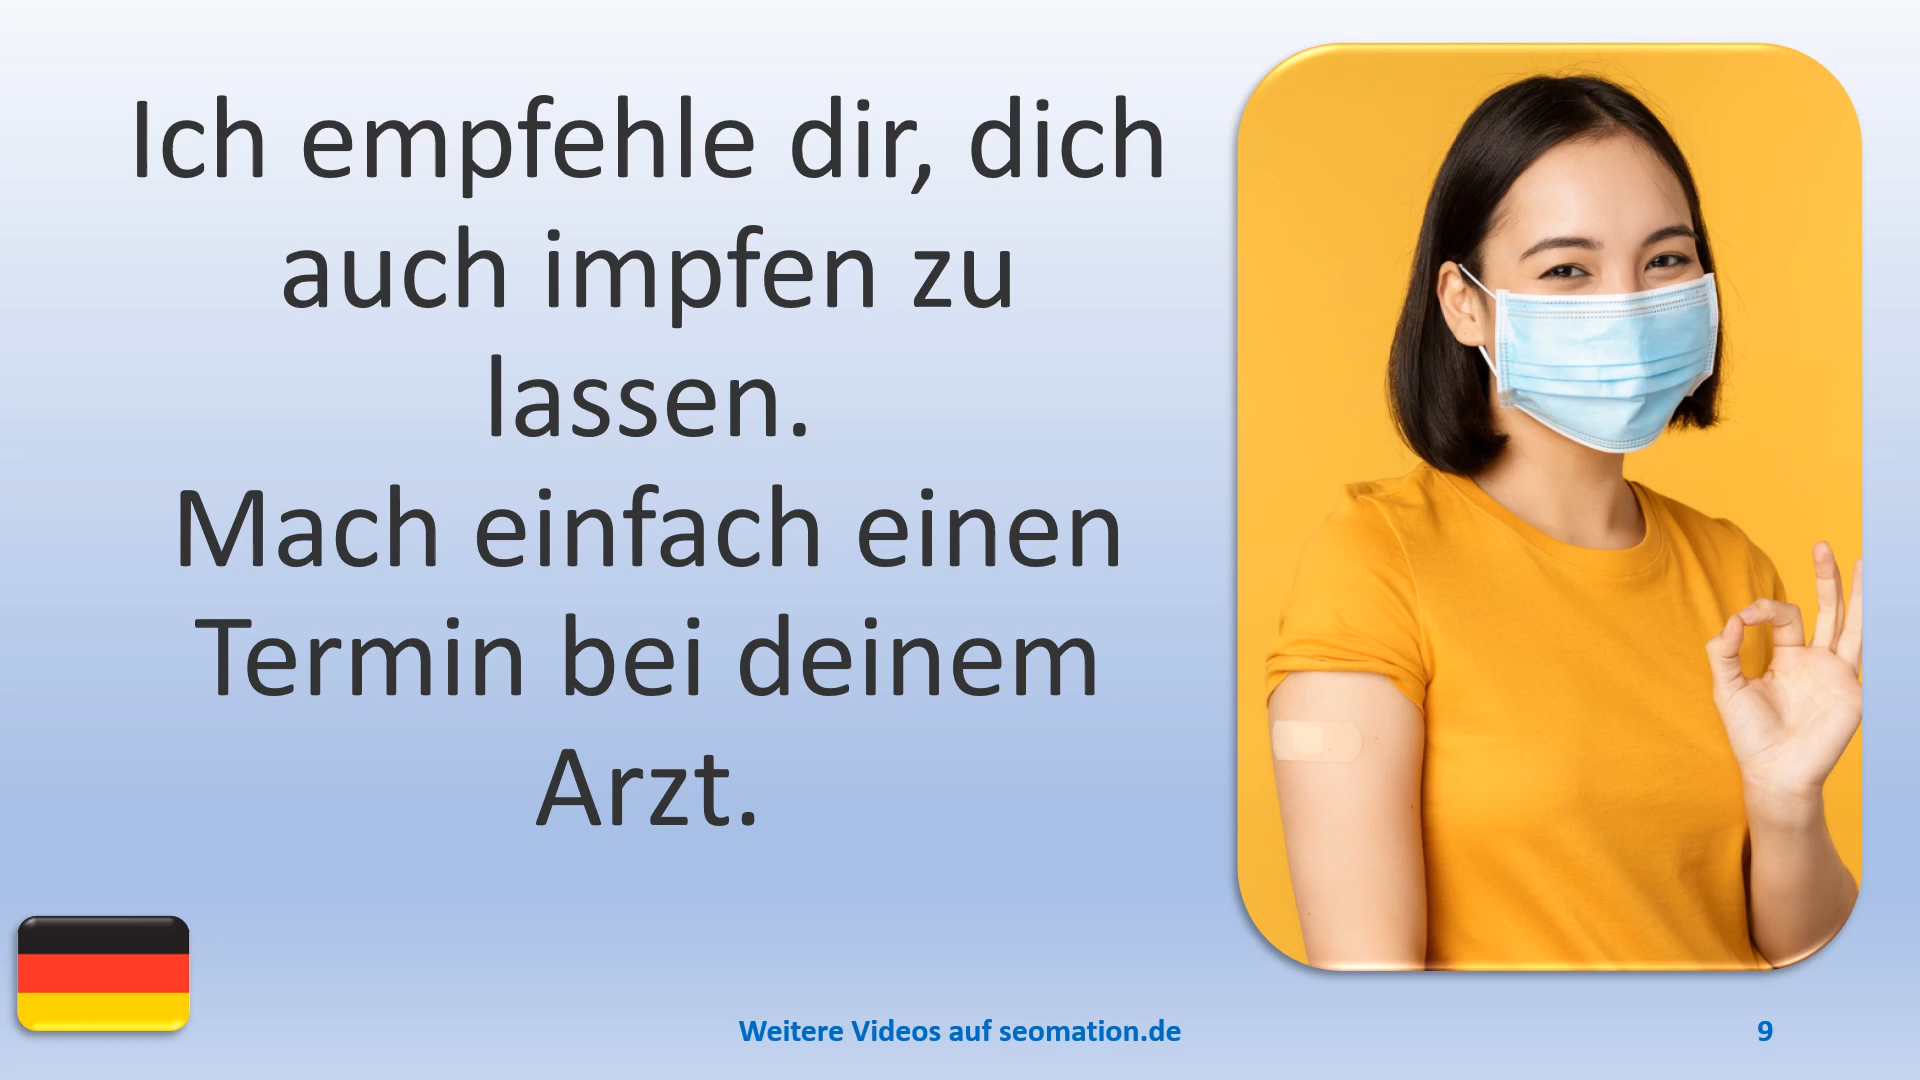 Ich empfehle dir, dich
auch impfen zu
lassen.
Mach einfach einen
Termin bei deinem
Arzt.
Weitere Videos auf seomation.de
9